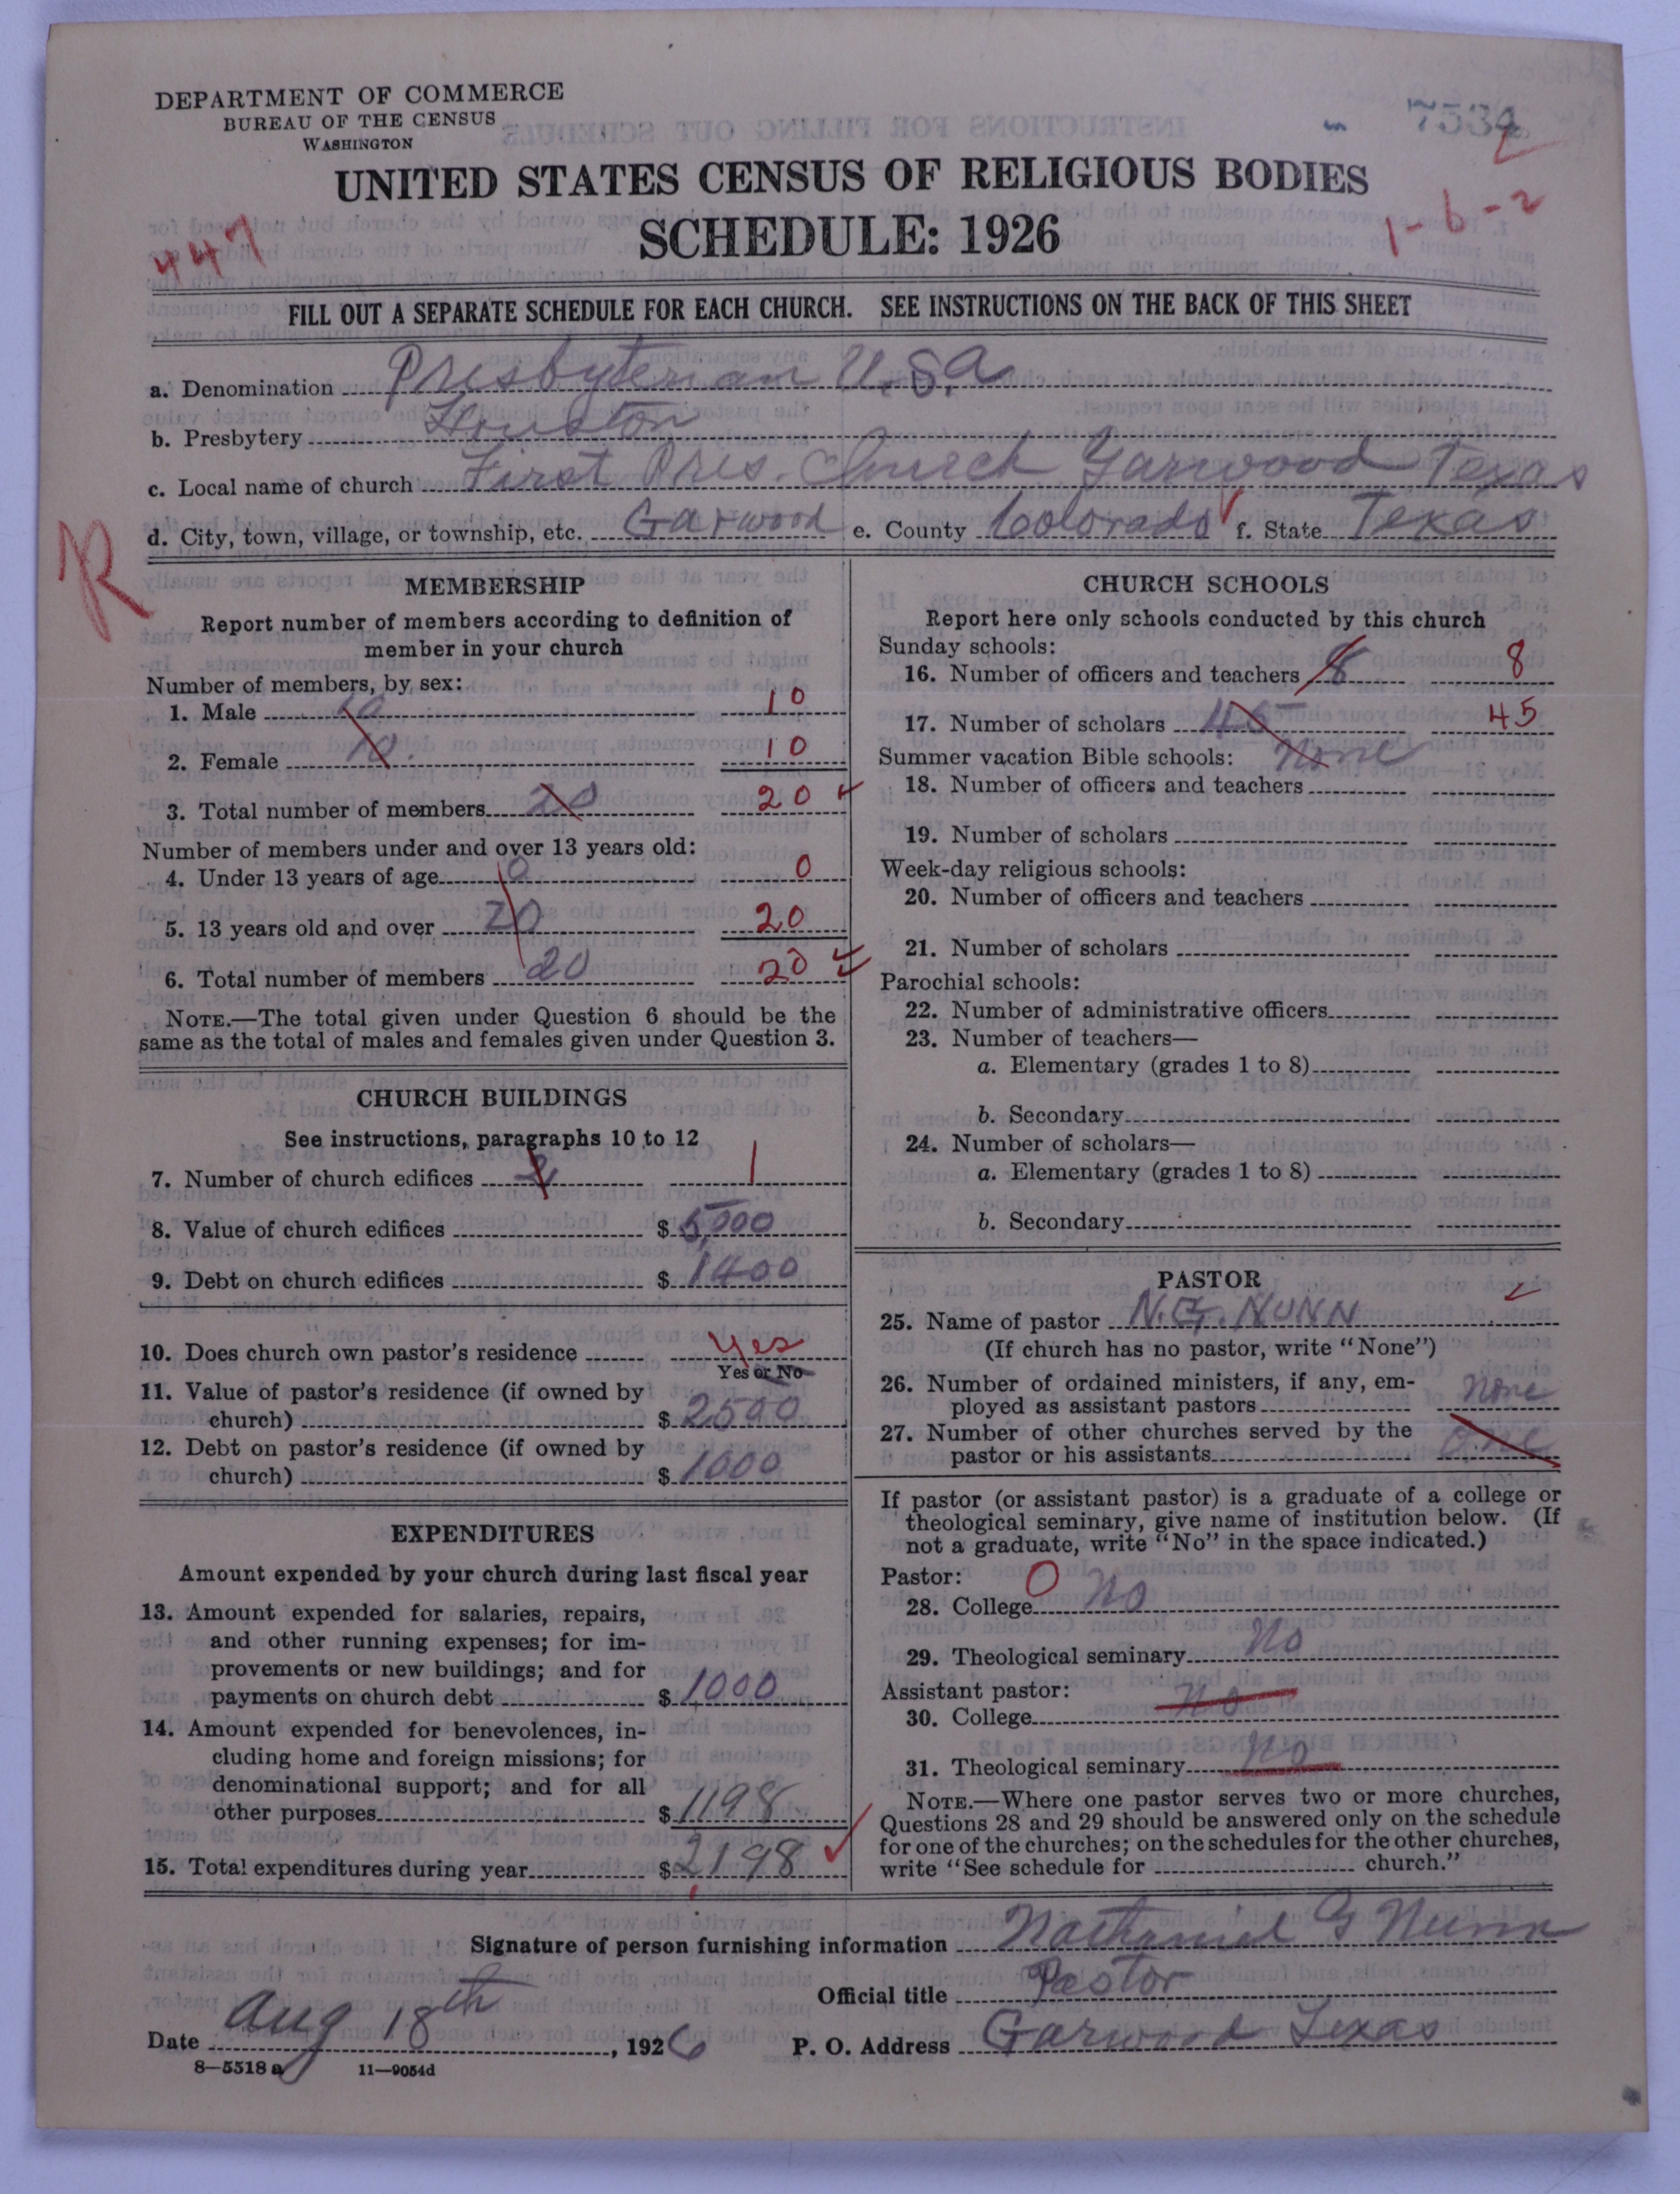 DEPARTMENT OF COMMERCE
BUREAU OF THE CENSUS
WASHINGTON
7534
UNITED STATES CENSUS OF RELIGIOUS BODIES
SCHEDULE: 1926
447
1-6-2
FILL OUT A SEPARATE SCHEDULE FOR EACH CHURCH. SEE INSTRUCTIONS ON THE BACK OF THIS SHEET
a. Denomination Presbyterian U.S.A
b. Presbytery Houston
c. Local name of church First Pres. Church Garwood Texas
d. City, town, village, or township, etc. Garwood e. County Colorado f. State Texas
R
MEMBERSHIP
Report number of members according to definition of
member in your church
Number of members, by sex:
1. Male 10 10
2. Female 10. 10
3. Total number of members 20 20
Number of members under and over 13 years old:
4. Under 13 years of age 0 0
5. 13 years old and over 20 20
6. Total number of members 20 20
NOTE.—The total given under Question 6 should be the
same as the total of males and females given under Question 3.
CHURCH BUILDINGS
See instructions, paragraphs 10 to 12
7. Number of church edifices 2 1
8. Value of church edifices $ 5,000
9. Debt on church edifices $ 1400
10. Does church own pastor's residence Yes
Yes or No
11. Value of pastor's residence (if owned by
church) $ 2500
12. Debt on pastor's residence (if owned by
church) $ 1000
EXPENDITURES
Amount expended by your church during last fiscal year
13. Amount expended for salaries, repairs,
and other running expenses; for im-
provements or new buildings; and for
payments on church debt $ 1000
14. Amount expended for benevolences, in-
cluding home and foreign missions; for
denominational support; and for all
other purposes $ 1198
15. Total expenditures during year $ 2198
CHURCH SCHOOLS
Report here only schools conducted by this church
Sunday schools:
16. Number of officers and teachers 8 8
17. Number of scholars 45 45
Summer vacation Bible schools: None
18. Number of officers and teachers
19. Number of scholars
Week-day religious schools:
20. Number of officers and teachers
21. Number of scholars
Parochial schools:
22. Number of administrative officers
23. Number of teachers—
a. Elementary (grades 1 to 8)
b. Secondary
24. Number of scholars—
a. Elementary (grades 1 to 8)
b. Secondary
PASTOR
25. Name of pastor N.G. NUNN
(If church has no pastor, write "None")
26. Number of ordained ministers, if any, em-
ployed as assistant pastors None
27. Number of other churches served by the
pastor or his assistants One
If pastor (or assistant pastor) is a graduate of a college or
theological seminary, give name of institution below. (If
not a graduate, write "No" in the space indicated.)
Pastor: O
28. College No
29. Theological seminary No
Assistant pastor:
30. College No
31. Theological seminary No
NOTE.—Where one pastor serves two or more churches,
Questions 28 and 29 should be answered only on the schedule
for one of the churches; on the schedules for the other churches,
write "See schedule for church."
Signature of person furnishing information Nathaniel G Nunn
Official title Pastor
Date Aug 18th, 1926 P. O. Address Garwood Texas
8—5518 a 11—9054d